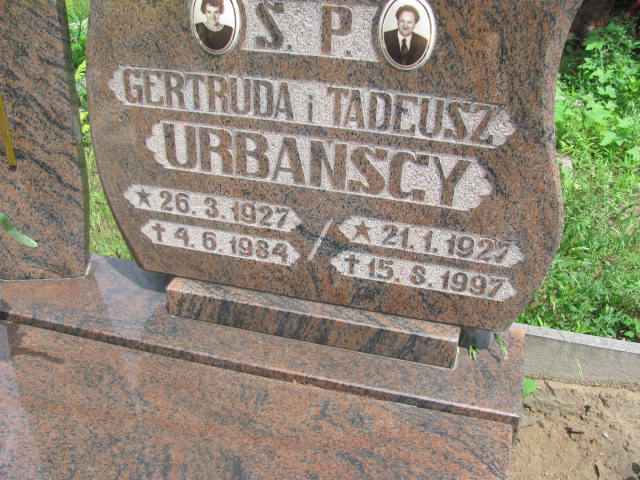 S. P.
GERTRUDA i TADEUSZ
URBANSCY
★ 26.3.1927 / ★ 21.1.1927
✝ 4.6.1984 ✝ 15.8.1997